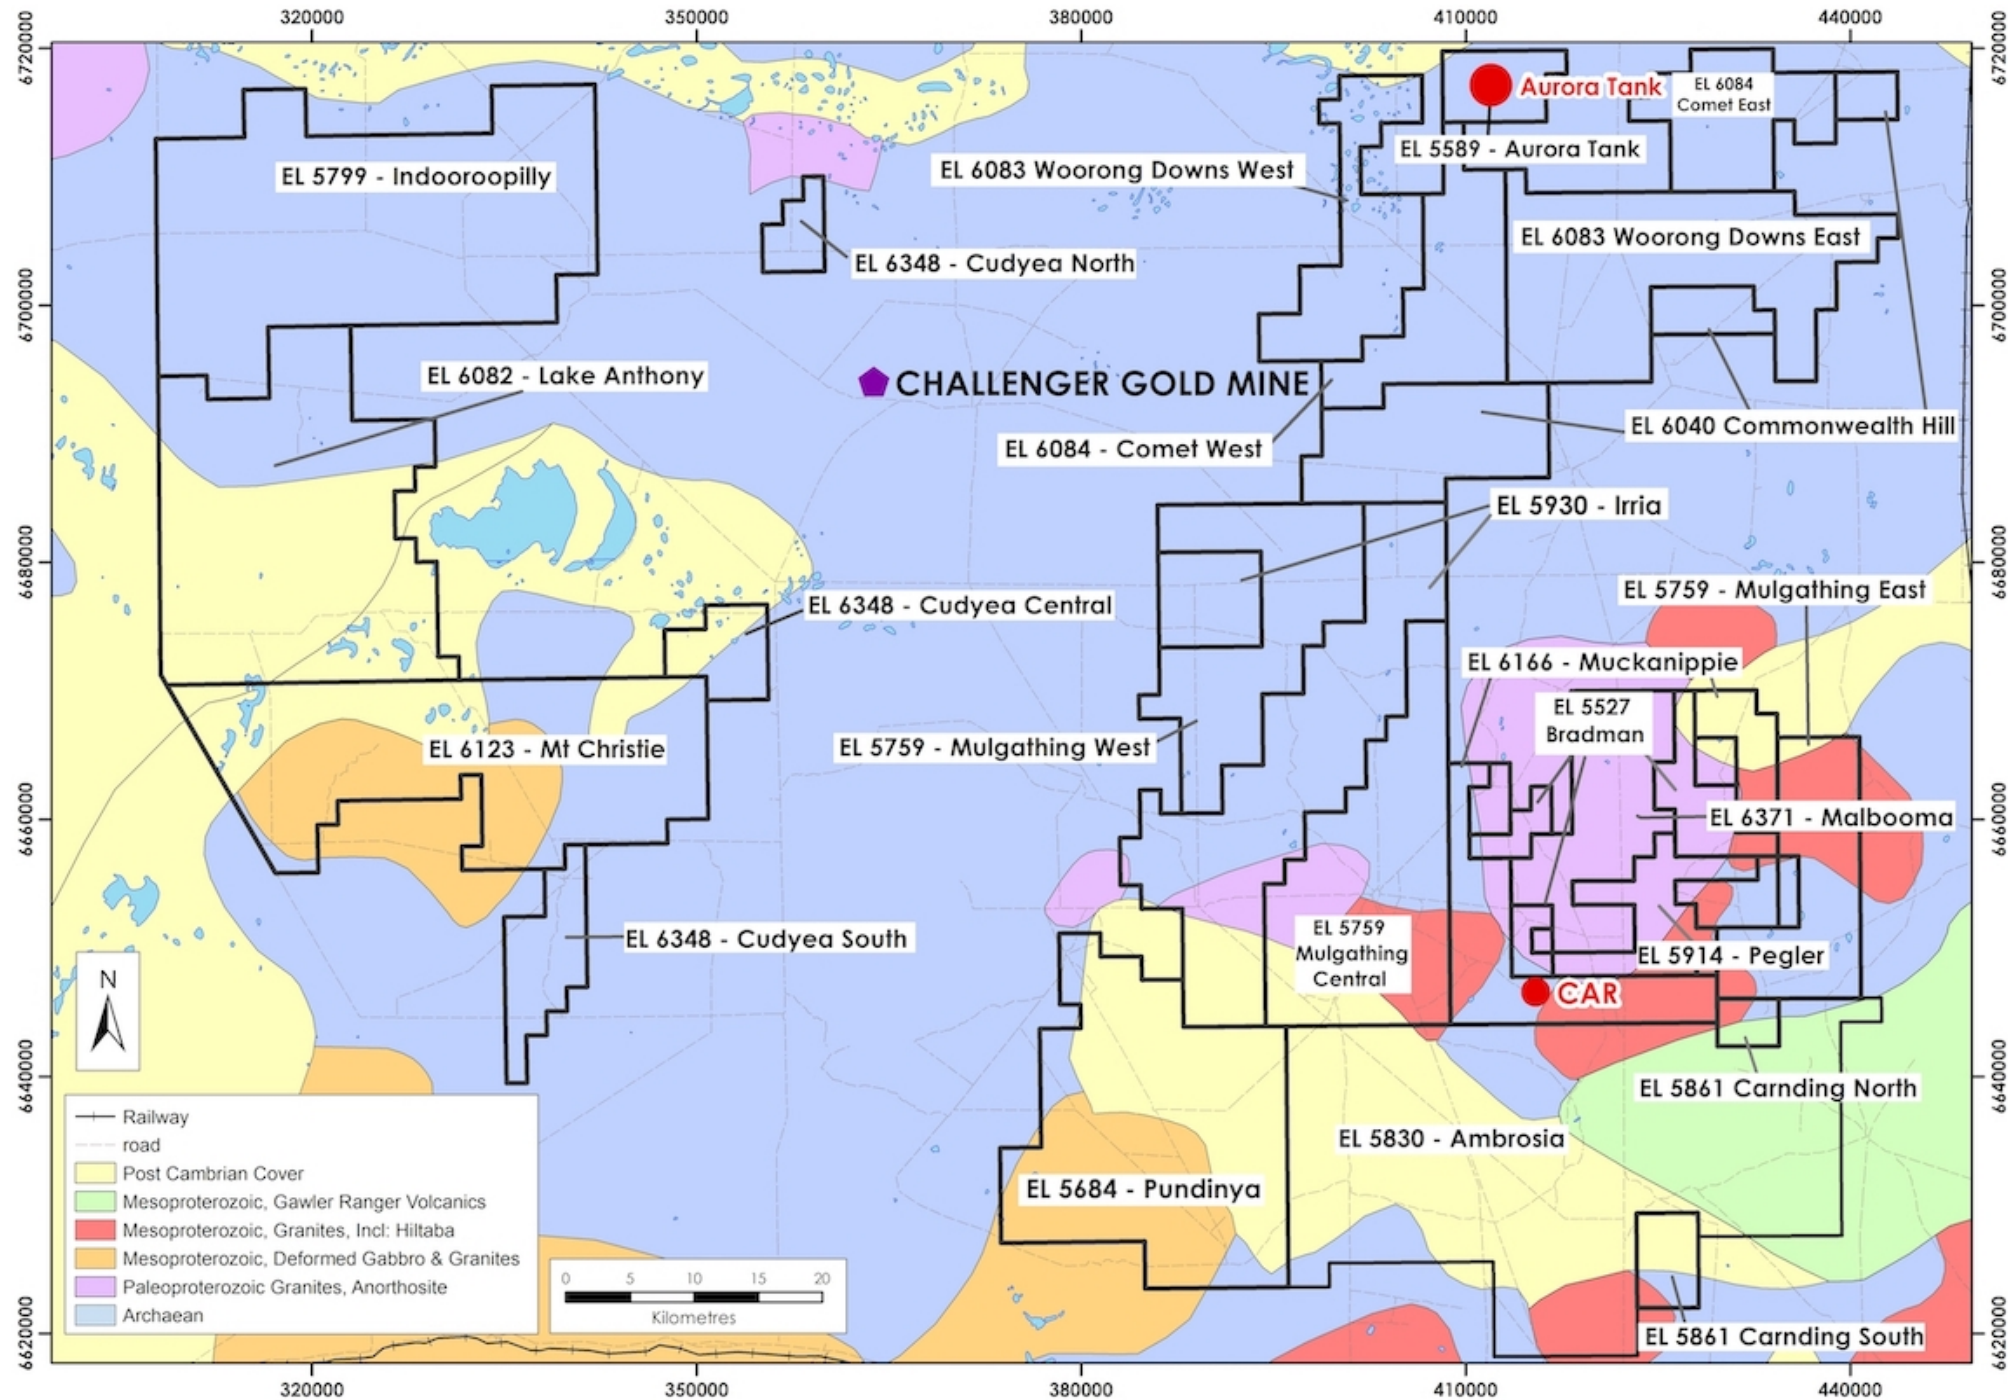 320000
350000
380000
410000
440000
6720000
6720000
Aurora Tank
EL 6084
Comet East
EL 5589 - Aurora Tank
EL 5799 - Indooroopilly
EL 6083 Woorong Downs West
EL 6083 Woorong Downs East
EL 6348 - Cudyea North
6700000
6700000
EL 6082 - Lake Anthony
CHALLENGER GOLD MINE
EL 6040 Commonwealth Hill
EL 6084 - Comet West
EL 5930 - Irria
6680000
6680000
EL 5759 - Mulgathing East
EL 6348 - Cudyea Central
EL 6166 - Muckanippie
EL 5527
Bradman
EL 6123 - Mt Christie
EL 5759 - Mulgathing West
6660000
6660000
EL 6371 - Malbooma
EL 6348 - Cudyea South
EL 5759
Mulgathing
Central
EL 5914 - Pegler
N
CAR
6640000
6640000
EL 5861 Carnding North
Railway
road
Post Cambrian Cover
Mesoproterozoic, Gawler Ranger Volcanics
Mesoproterozoic, Granites, Incl: Hiltaba
Mesoproterozoic, Deformed Gabbro & Granites
Paleoproterozoic Granites, Anorthosite
Archaean
EL 5830 - Ambrosia
EL 5684 - Pundinya
0 5 10 15 20
Kilometres
6620000
6620000
EL 5861 Carnding South
320000
350000
380000
410000
440000